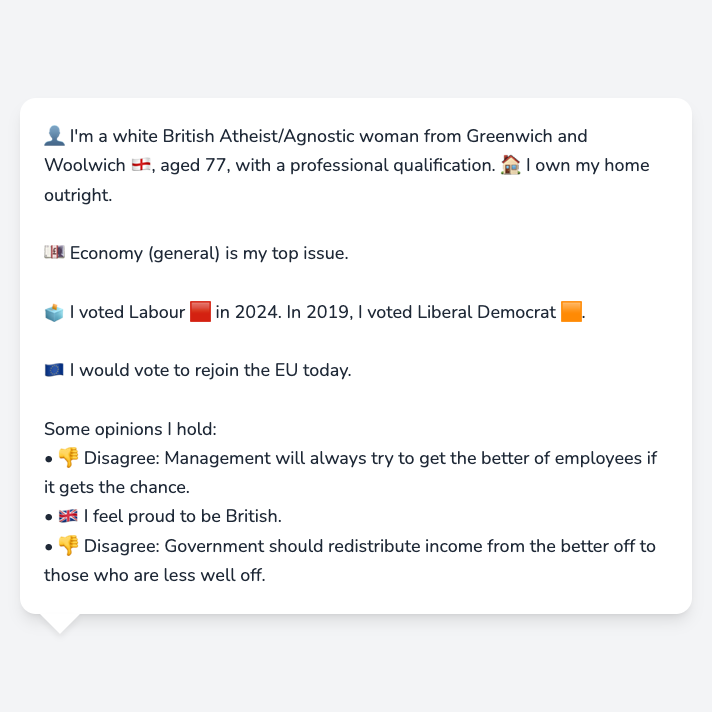 👤 I'm a white British Atheist/Agnostic woman from Greenwich and
Woolwich 🏴󠁧󠁢󠁥󠁮󠁧󠁿, aged 77, with a professional qualification. 🏠 I own my home
outright.
💷 Economy (general) is my top issue.
🗳️ I voted Labour 🟥 in 2024. In 2019, I voted Liberal Democrat 🟧.
🇪🇺 I would vote to rejoin the EU today.
Some opinions I hold:
• 👎 Disagree: Management will always try to get the better of employees if
it gets the chance.
• 🇬🇧 I feel proud to be British.
• 👎 Disagree: Government should redistribute income from the better off to
those who are less well off.